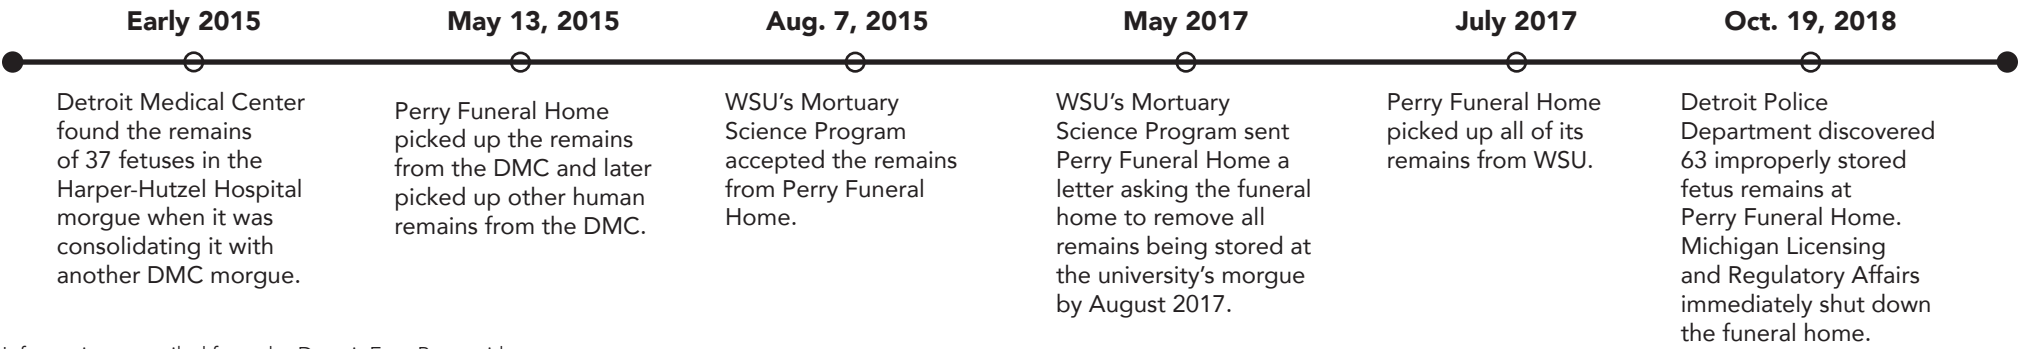 Early 2015
Detroit Medical Center
found the remains
of 37 fetuses in the
Harper-Hutzel Hospital
morgue when it was
consolidating it with
another DMC morgue.
May 13, 2015
Perry Funeral Home
picked up the remains
from the DMC and later
picked up other human
remains from the DMC.
Aug. 7, 2015
WSU’s Mortuary
Science Program
accepted the remains
from Perry Funeral
Home.
May 2017
WSU’s Mortuary
Science Program sent
Perry Funeral Home a
letter asking the funeral
home to remove all
remains being stored at
the university’s morgue
by August 2017.
July 2017
Perry Funeral Home
picked up all of its
remains from WSU.
Oct. 19, 2018
Detroit Police
Department discovered
63 improperly stored
fetus remains at
Perry Funeral Home.
Michigan Licensing
and Regulatory Affairs
immediately shut down
the funeral home.